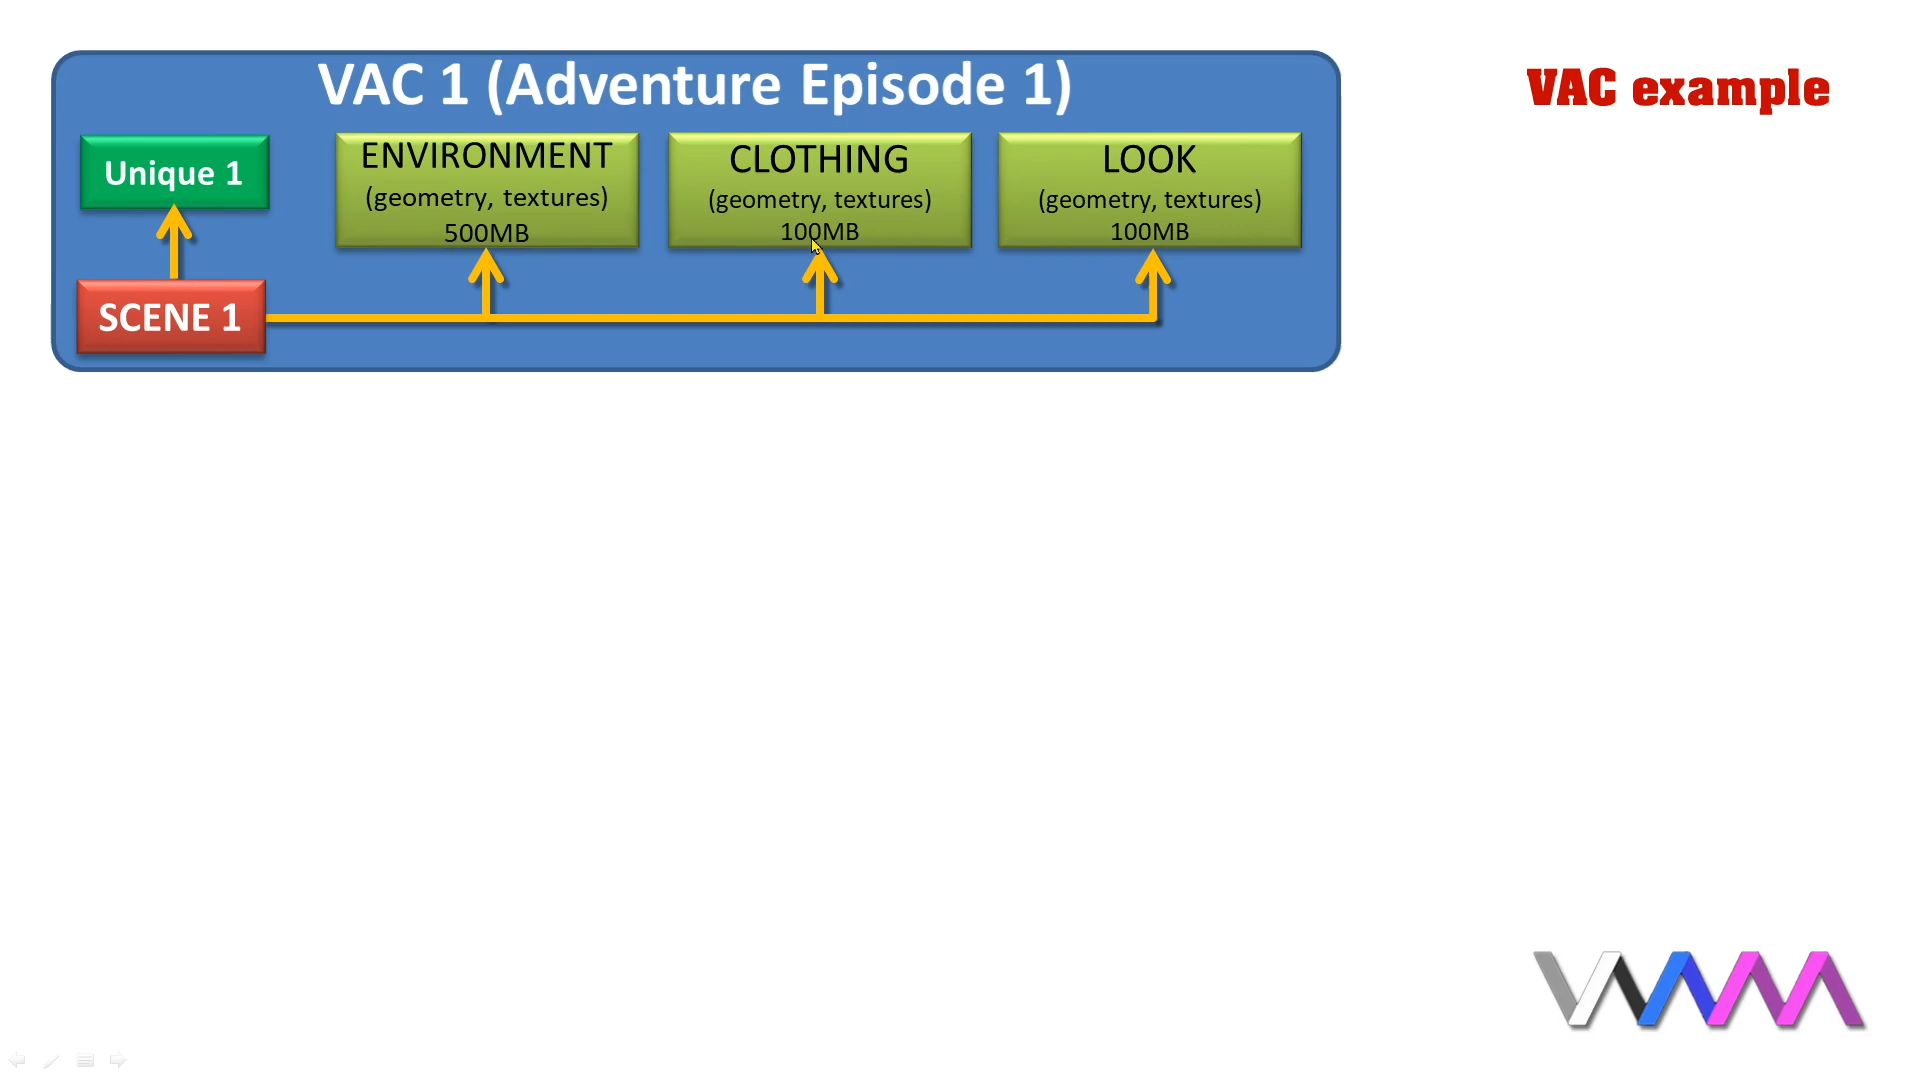 VAC 1 (Adventure Episode 1)
VAC example
Unique 1
ENVIRONMENT
(geometry, textures)
500MB
CLOTHING
(geometry, textures)
100MB
LOOK
(geometry, textures)
100MB
SCENE 1